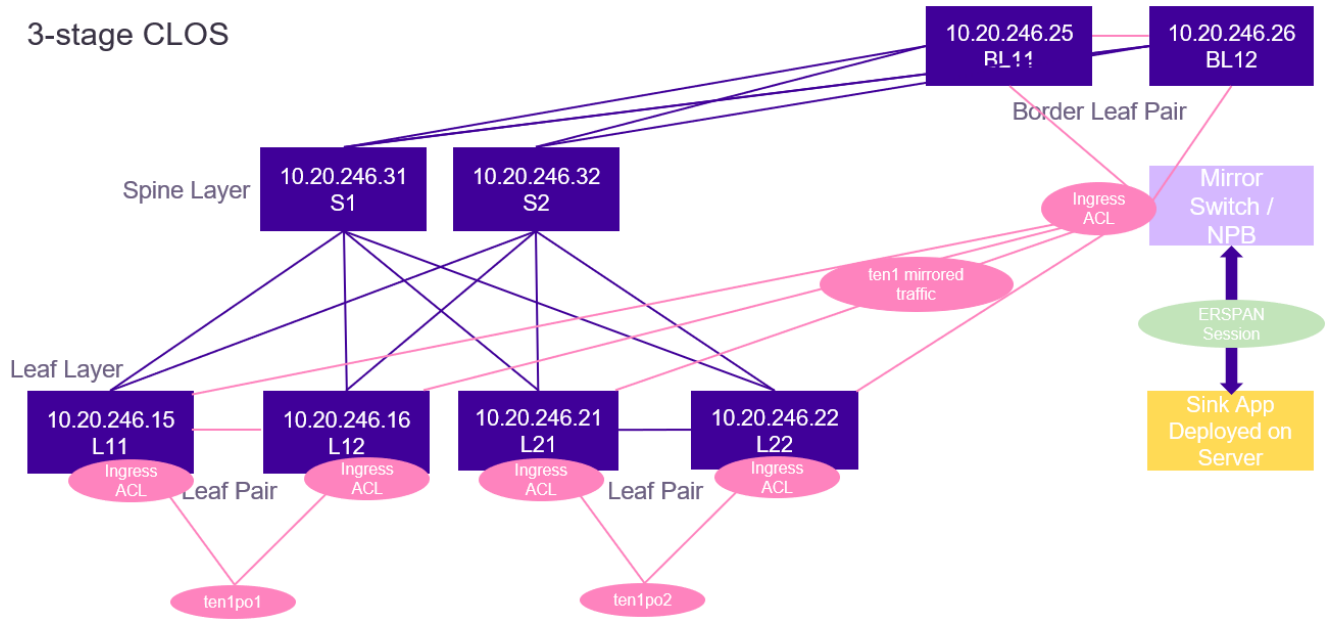 3-stage CLOS
10.20.246.25
BL11
10.20.246.26
BL12
Border Leaf Pair
Spine Layer
10.20.246.31
S1
10.20.246.32
S2
Mirror
Switch /
NPB
Ingress
ACL
ten1 mirrored
traffic
ERSPAN
Session
Leaf Layer
10.20.246.15
L11
10.20.246.16
L12
10.20.246.21
L21
10.20.246.22
L22
Sink App
Deployed on
Server
Ingress
ACL
Leaf Pair
Ingress
ACL
Ingress
ACL
Leaf Pair
Ingress
ACL
ten1po1
ten1po2